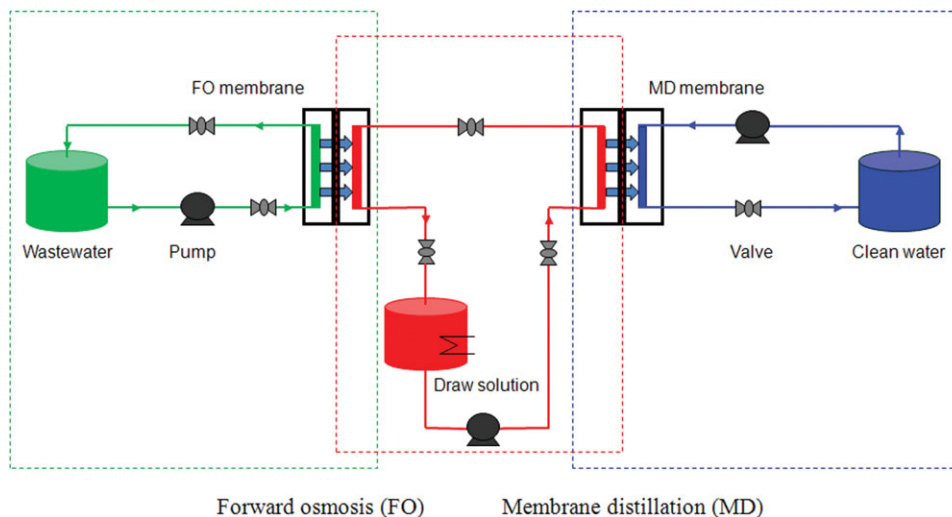 FO membrane
MD membrane
Wastewater
Pump
Valve
Clean water
Draw solution
Forward osmosis (FO)
Membrane distillation (MD)